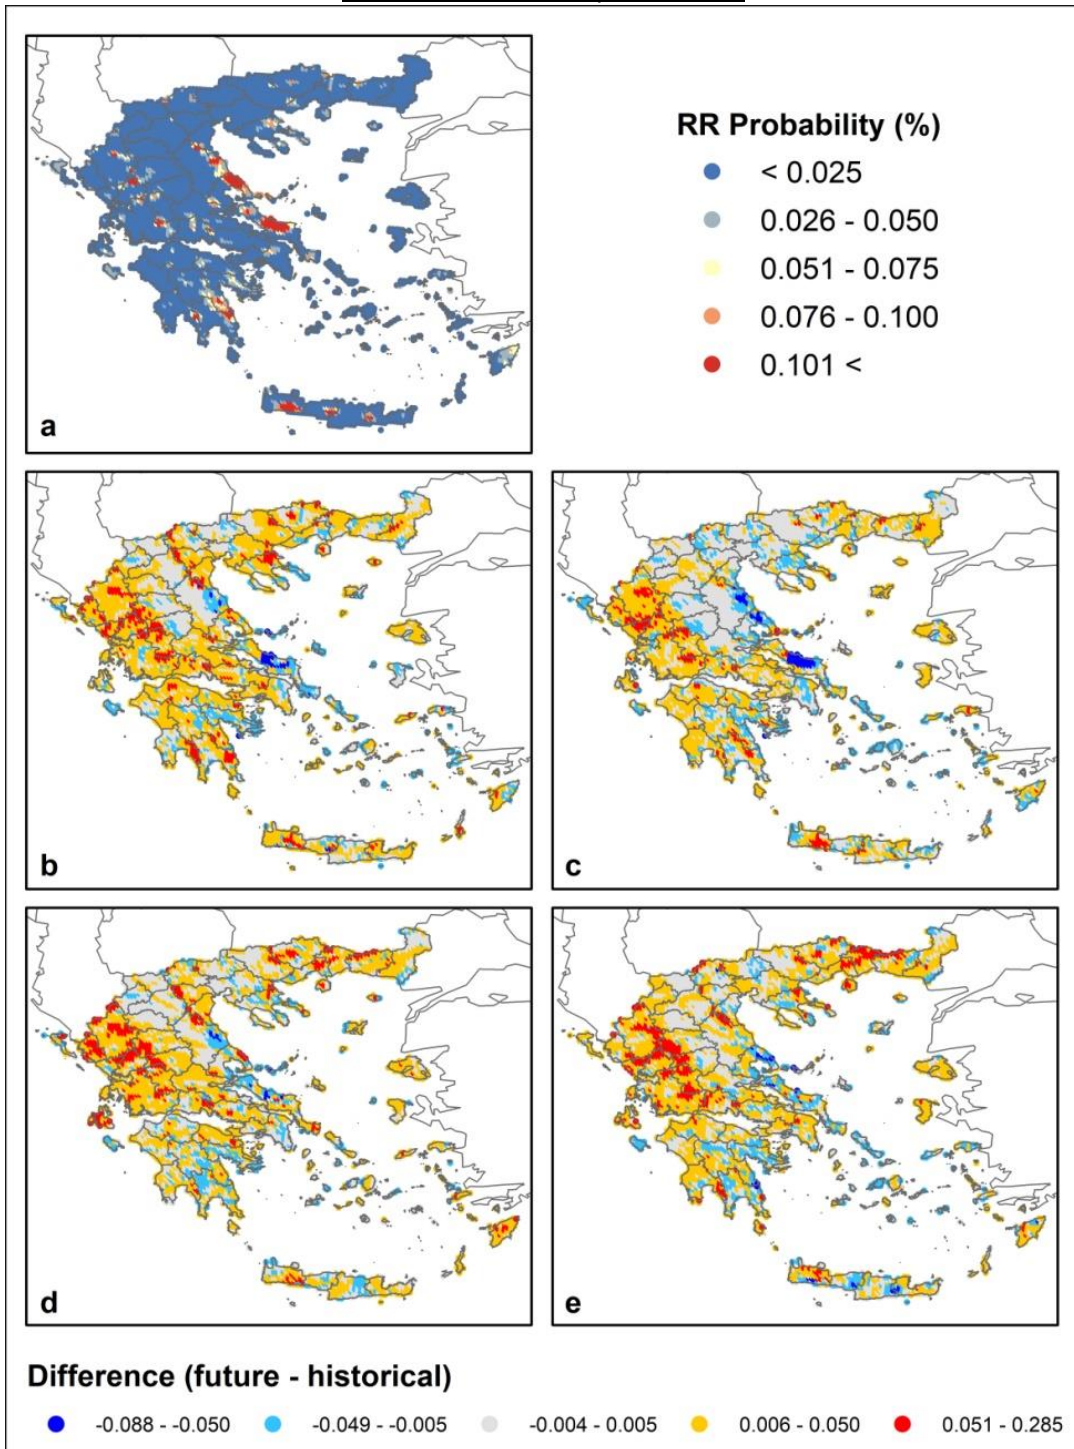 RR Probability (%)
< 0.025
0.026 - 0.050
0.051 - 0.075
0.076 - 0.100
0.101 <
a
b
c
d
e
Difference (future - historical)
-0.088 - -0.050
-0.049 - -0.005
-0.004 - 0.005
0.006 - 0.050
0.051 - 0.285